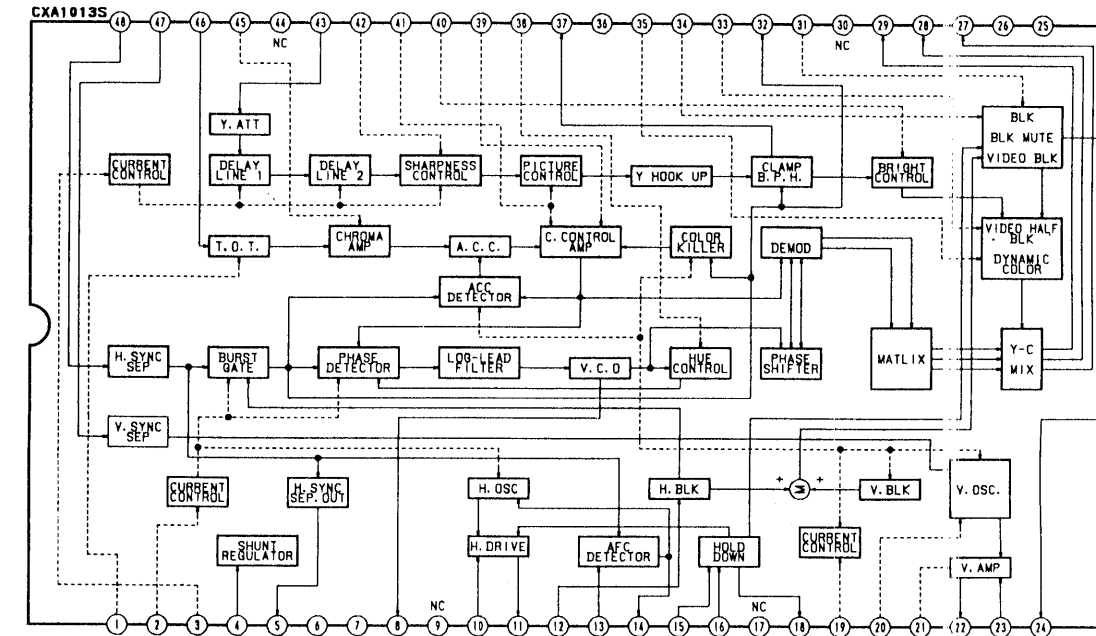 CXA1013S
48 47 46 45 44 43 42 41 40 39 38 37 36 35 34 33 32 31 30 29 28 27 26 25
NC NC
Y. ATT
BLK
BLK MUTE
VIDEO BLK
CURRENT
CONTROL
DELAY
LINE 1
DELAY
LINE 2
SHARPNESS
CONTROL
PICTURE
CONTROL
Y HOOK UP
CLAMP
B.P.H.
BRIGHT
CONTROL
T.O.T.
CHROMA
AMP
A.C.C.
C.CONTROL
AMP
COLOR
KILLER
DEMOD
VIDEO HALF
BLK
DYNAMIC
COLOR
ACC
DETECTOR
H.SYNC
SEP
BURST
GATE
PHASE
DETECTOR
LOG-LEAD
FILTER
V.C.O
HUE
CONTROL
PHASE
SHIFTER
MATLIX
Y-C
MIX
V.SYNC
SEP
CURRENT
CONTROL
H.SYNC
SEP.OUT
H.OSC
H.BLK
+ Σ +
V.BLK
V.OSC.
SHUNT
REGULATOR
H.DRIVE
AFC
DETECTOR
HOLD
DOWN
CURRENT
CONTROL
V.AMP
NC NC
1 2 3 4 5 6 7 8 9 10 11 12 13 14 15 16 17 18 19 20 21 22 23 24